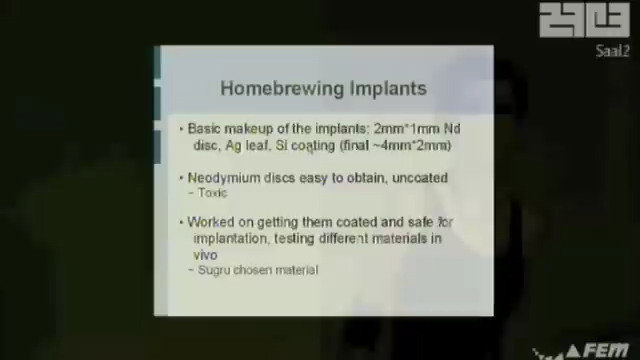 29C3
Saal2
Homebrewing Implants
• Basic makeup of the implants: 2mm*1mm Nd
disc, Ag leaf, Si coating (final ~4mm*2mm)
• Neodymium discs easy to obtain, uncoated
– Toxic
• Worked on getting them coated and safe for
implantation, testing different materials in
vivo
– Sugru chosen material
FEM